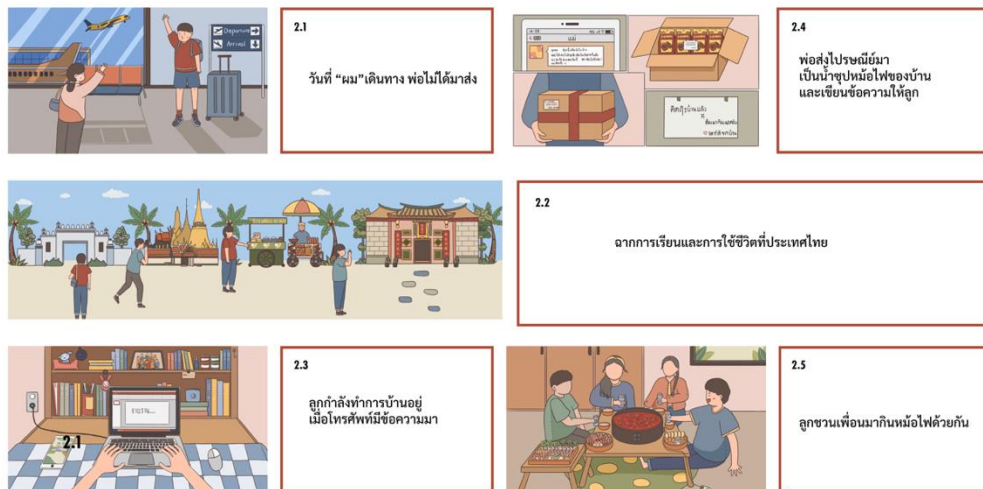 Departure
Arrival
2.1
วันที่ “ผม”เดินทาง พ่อไม่ได้มาส่ง
แม่
2.4
พ่อส่งไปรษณีย์มา
เป็นน้ำซุปหม้อไฟของบ้าน
และเขียนข้อความให้ลูก
2.2
ฉากการเรียนและการใช้ชีวิตที่ประเทศไทย
2.1
2.3
ลูกกำลังทำการบ้านอยู่
เมื่อโทรศัพท์มีข้อความมา
2.5
ลูกชวนเพื่อนมากินหม้อไฟด้วยกัน